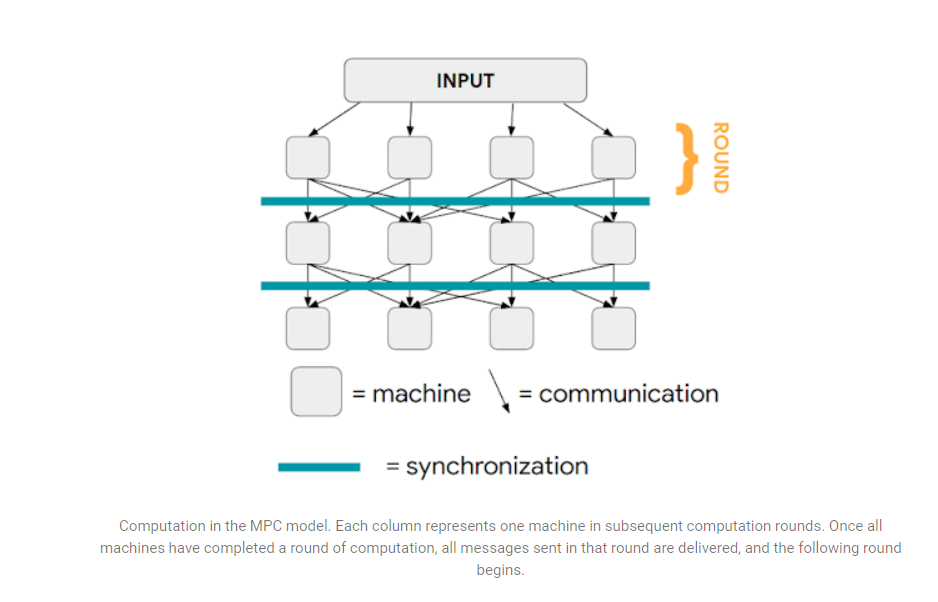 INPUT
ROUND
= machine
= communication
= synchronization
Computation in the MPC model. Each column represents one machine in subsequent computation rounds. Once all
machines have completed a round of computation, all messages sent in that round are delivered, and the following round
begins.